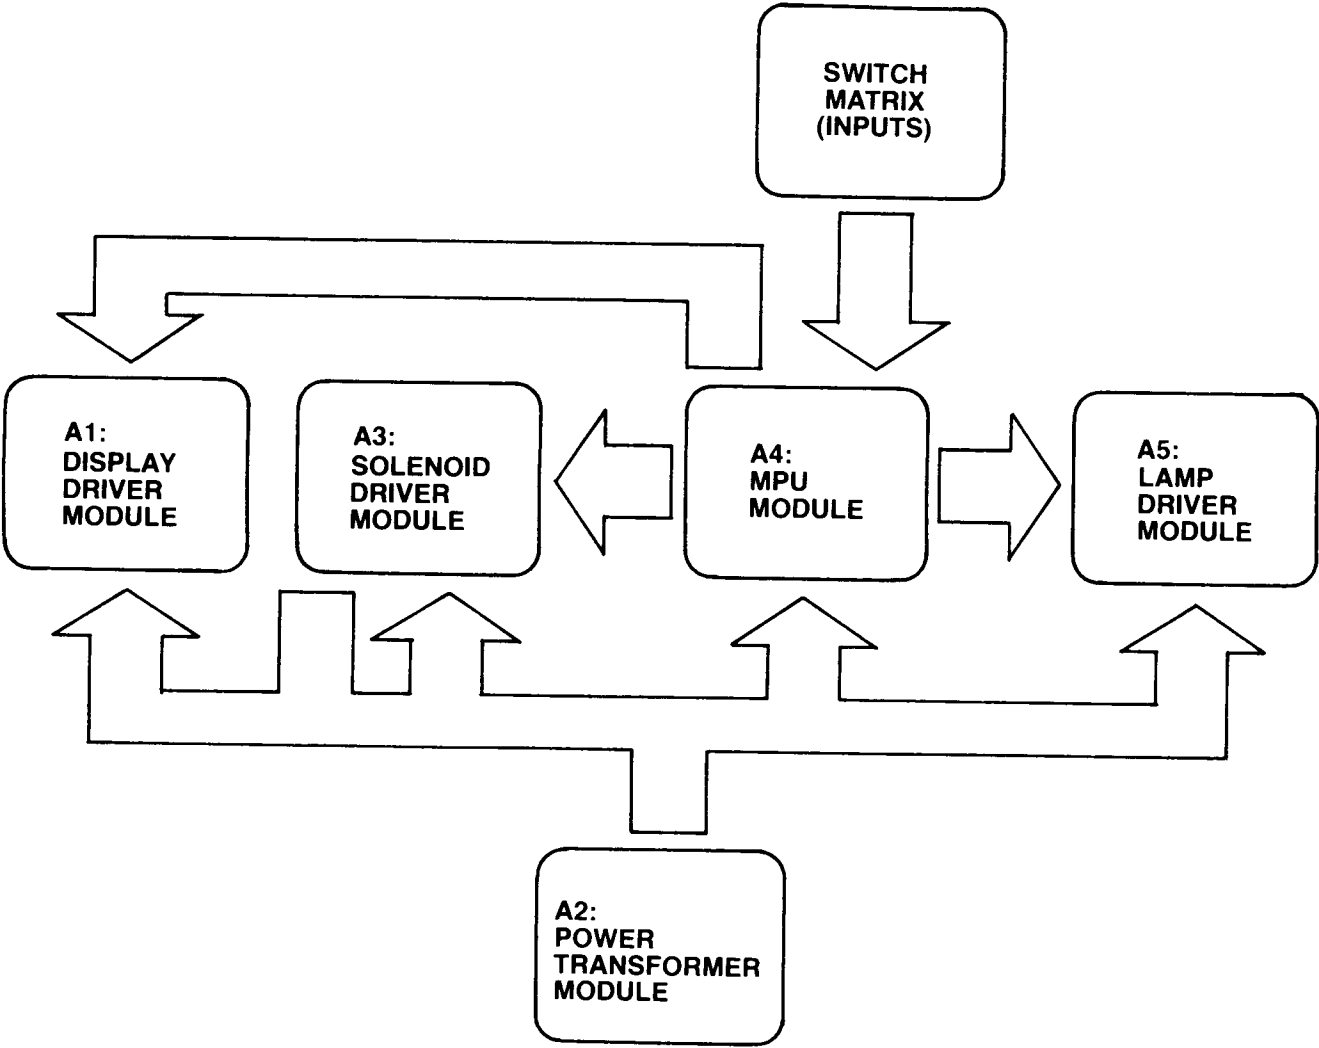 SWITCH
MATRIX
(INPUTS)
A1:
DISPLAY
DRIVER
MODULE
A3:
SOLENOID
DRIVER
MODULE
A4:
MPU
MODULE
A5:
LAMP
DRIVER
MODULE
A2:
POWER
TRANSFORMER
MODULE